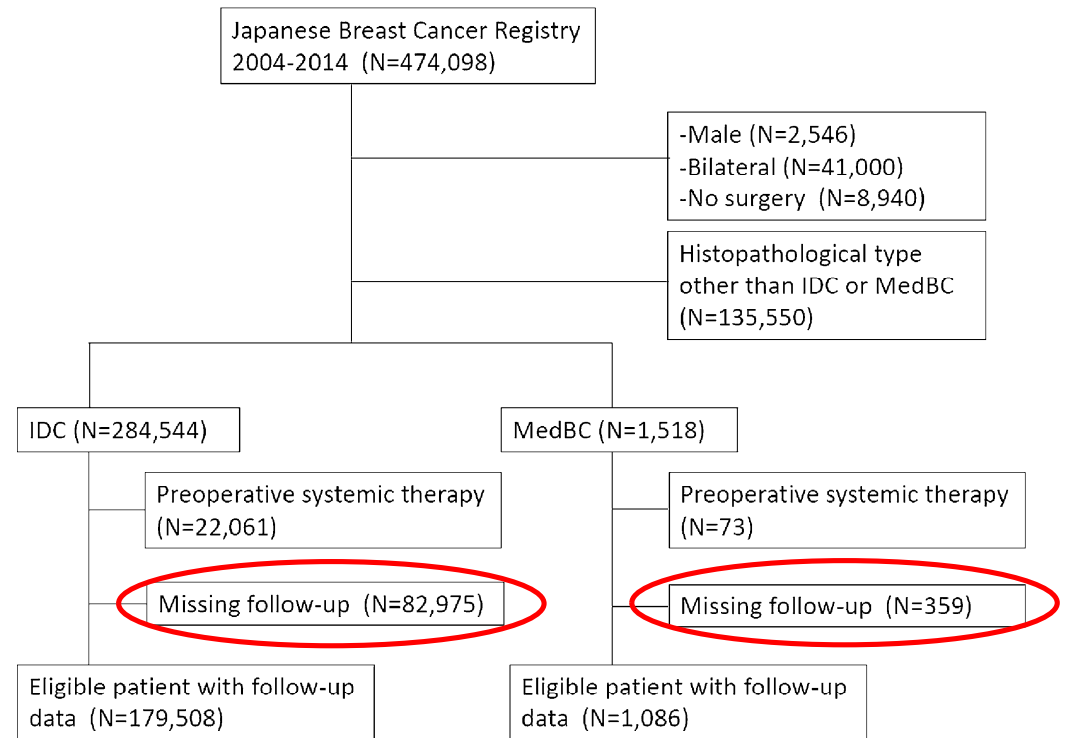 Japanese Breast Cancer Registry
2004-2014  (N=474,098)
-Male (N=2,546)
-Bilateral (N=41,000)
-No surgery  (N=8,940)
Histopathological type
other than IDC or MedBC
(N=135,550)
IDC (N=284,544)
MedBC (N=1,518)
Preoperative systemic therapy
(N=22,061)
Preoperative systemic therapy
(N=73)
Missing follow-up  (N=82,975)
Missing follow-up  (N=359)
Eligible patient with follow-up
data  (N=179,508)
Eligible patient with follow-up
data  (N=1,086)